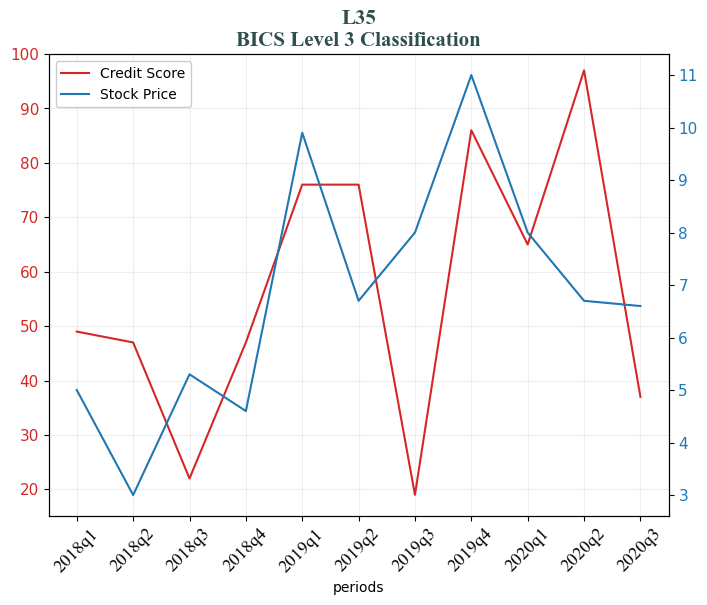 L35
BICS Level 3 Classification
Credit Score
Stock Price
100
90
80
70
60
50
40
30
20
11
10
9
8
7
6
5
4
3
2018q1
2018q2
2018q3
2018q4
2019q1
2019q2
2019q3
2019q4
2020q1
2020q2
2020q3
periods